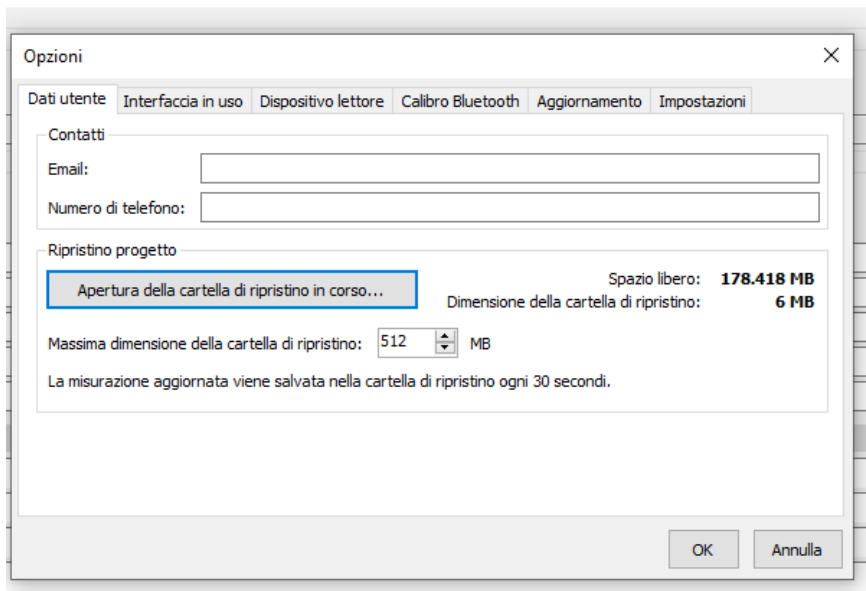 Opzioni
Dati utente Interfaccia in uso Dispositivo lettore Calibro Bluetooth Aggiornamento Impostazioni
Contatti
Email:
Numero di telefono:
Ripristino progetto
Apertura della cartella di ripristino in corso...
Spazio libero: 178.418 MB
Dimensione della cartella di ripristino: 6 MB
Massima dimensione della cartella di ripristino: 512 MB
La misurazione aggiornata viene salvata nella cartella di ripristino ogni 30 secondi.
OK Annulla